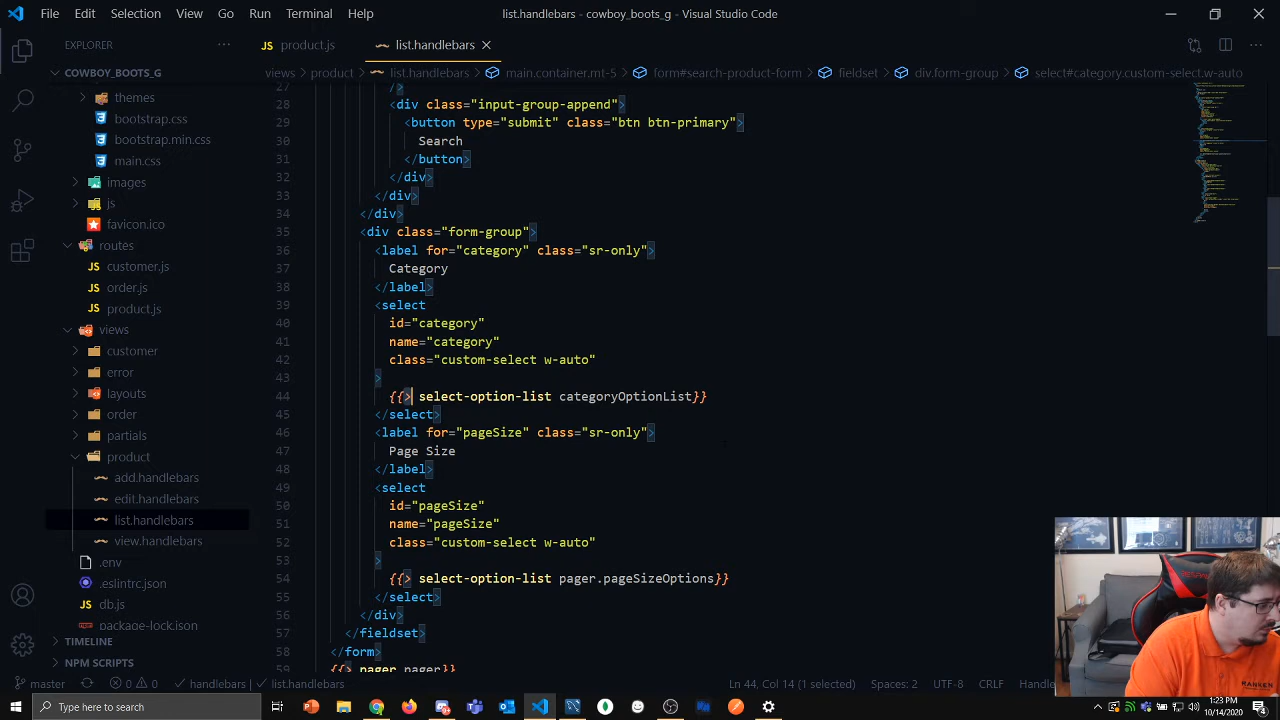 File Edit Selection View Go Run Terminal Help
list.handlebars - cowboy_boots_g - Visual Studio Code
EXPLORER
product.js
list.handlebars
COWBOY_BOOTS_G
views > product > list.handlebars > main.container.mt-5 > form#search-product-form > fieldset > div.form-group > select#category.custom-select.w-auto
themes
bootstrap.css
bootstrap.min.css
main.css
images
js
favicon.ico
routes
customer.js
order.js
product.js
views
customer
error
layouts
order
partials
product
add.handlebars
edit.handlebars
list.handlebars
view.handlebars
.env
.eslintrc.json
db.js
package-lock.json
TIMELINE
NPM SCRIPTS
27 />
28 <div class="input-group-append">
29 <button type="submit" class="btn btn-primary">
30 Search
31 </button>
32 </div>
33 </div>
34 </div>
35 <div class="form-group">
36 <label for="category" class="sr-only">
37 Category
38 </label>
39 <select
40 id="category"
41 name="category"
42 class="custom-select w-auto"
43 >
44 {{> select-option-list categoryOptionList}}
45 </select>
46 <label for="pageSize" class="sr-only">
47 Page Size
48 </label>
49 <select
50 id="pageSize"
51 name="pageSize"
52 class="custom-select w-auto"
53 >
54 {{> select-option-list pager.pageSizeOptions}}
55 </select>
56 </div>
57 </fieldset>
58 </form>
59 {{> pager pager}}
master
0 0
handlebars
list.handlebars
Ln 44, Col 14 (1 selected)
Spaces: 2
UTF-8
CRLF
Type here to search
1:23 PM
10/14/2020
RANKEN